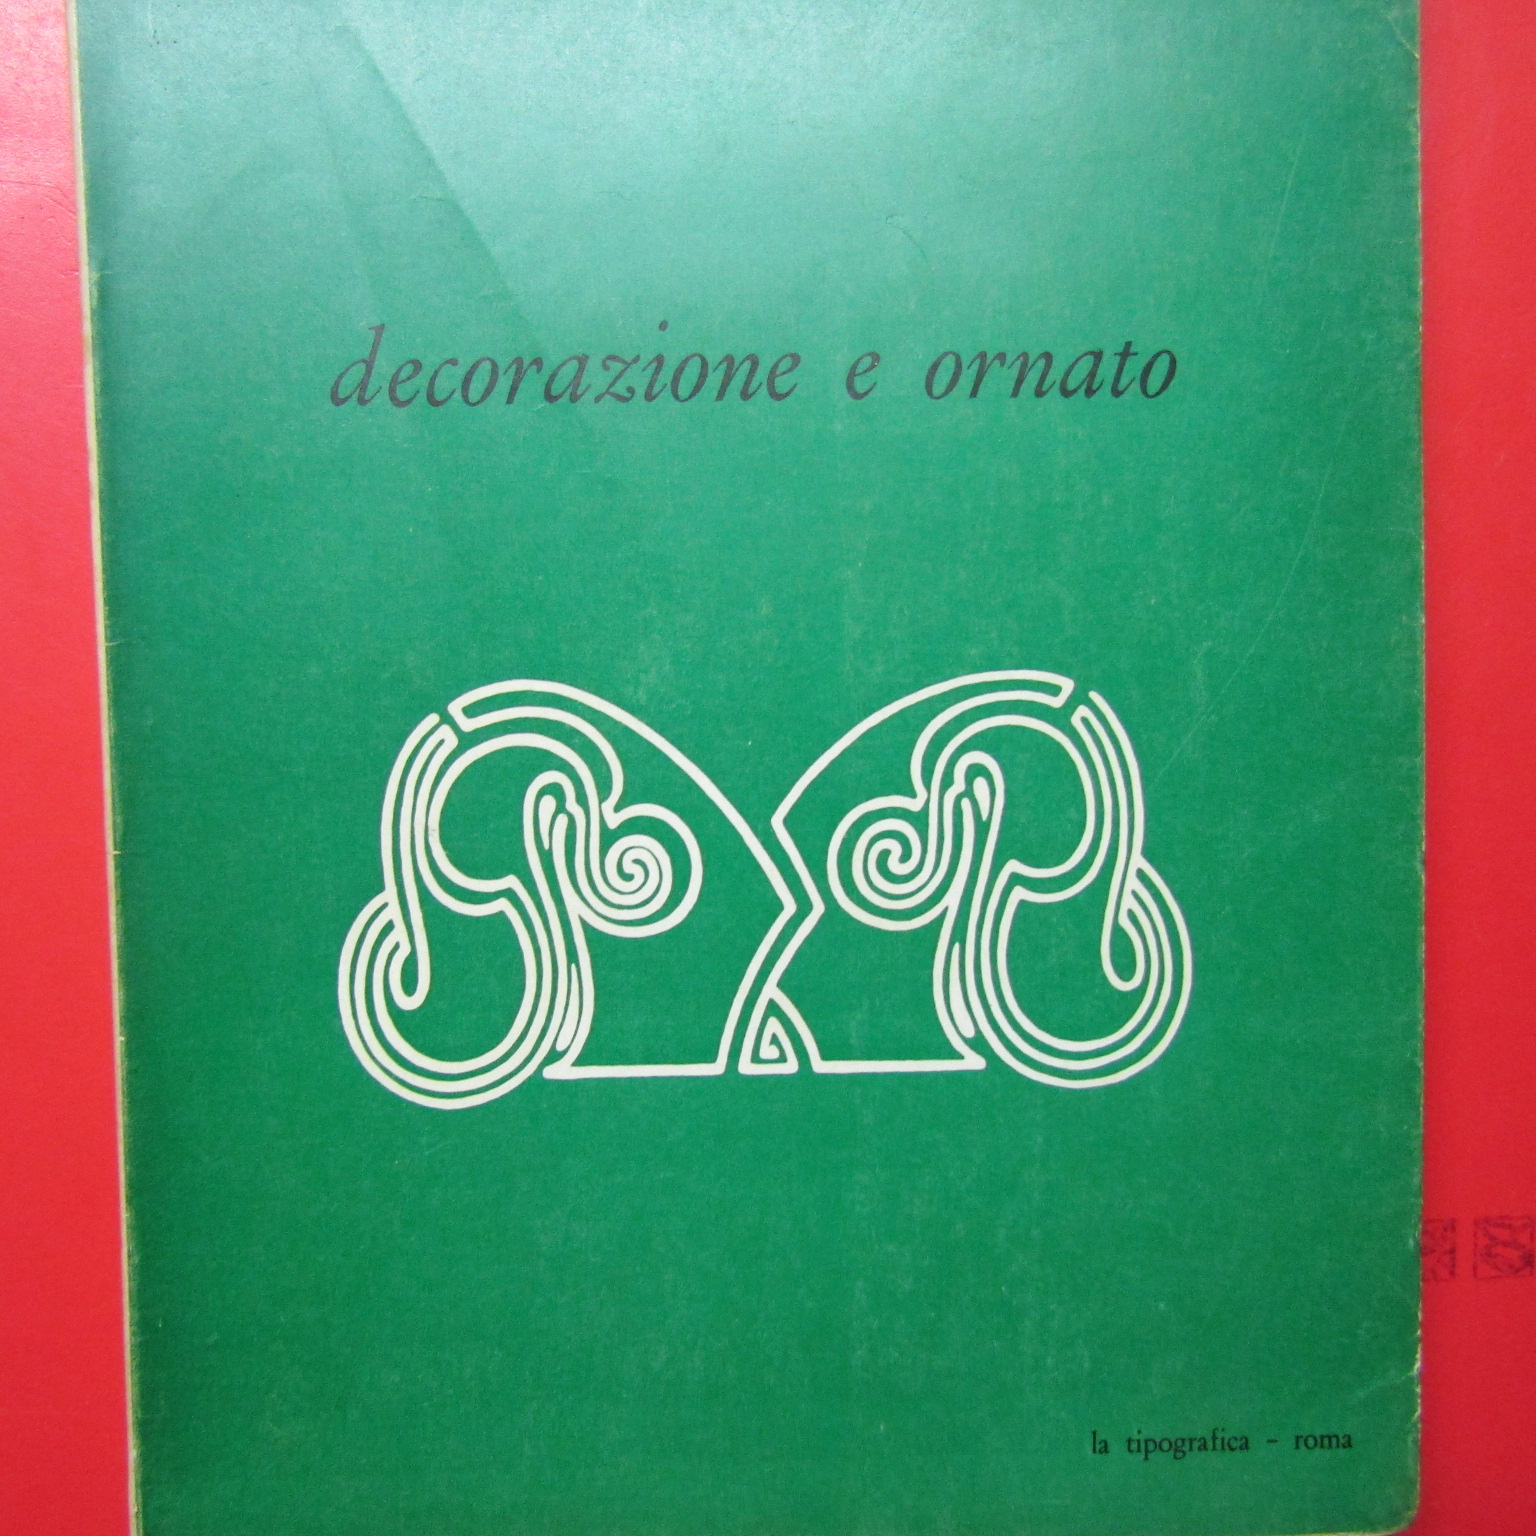 decorazione e ornato
la tipografica - roma